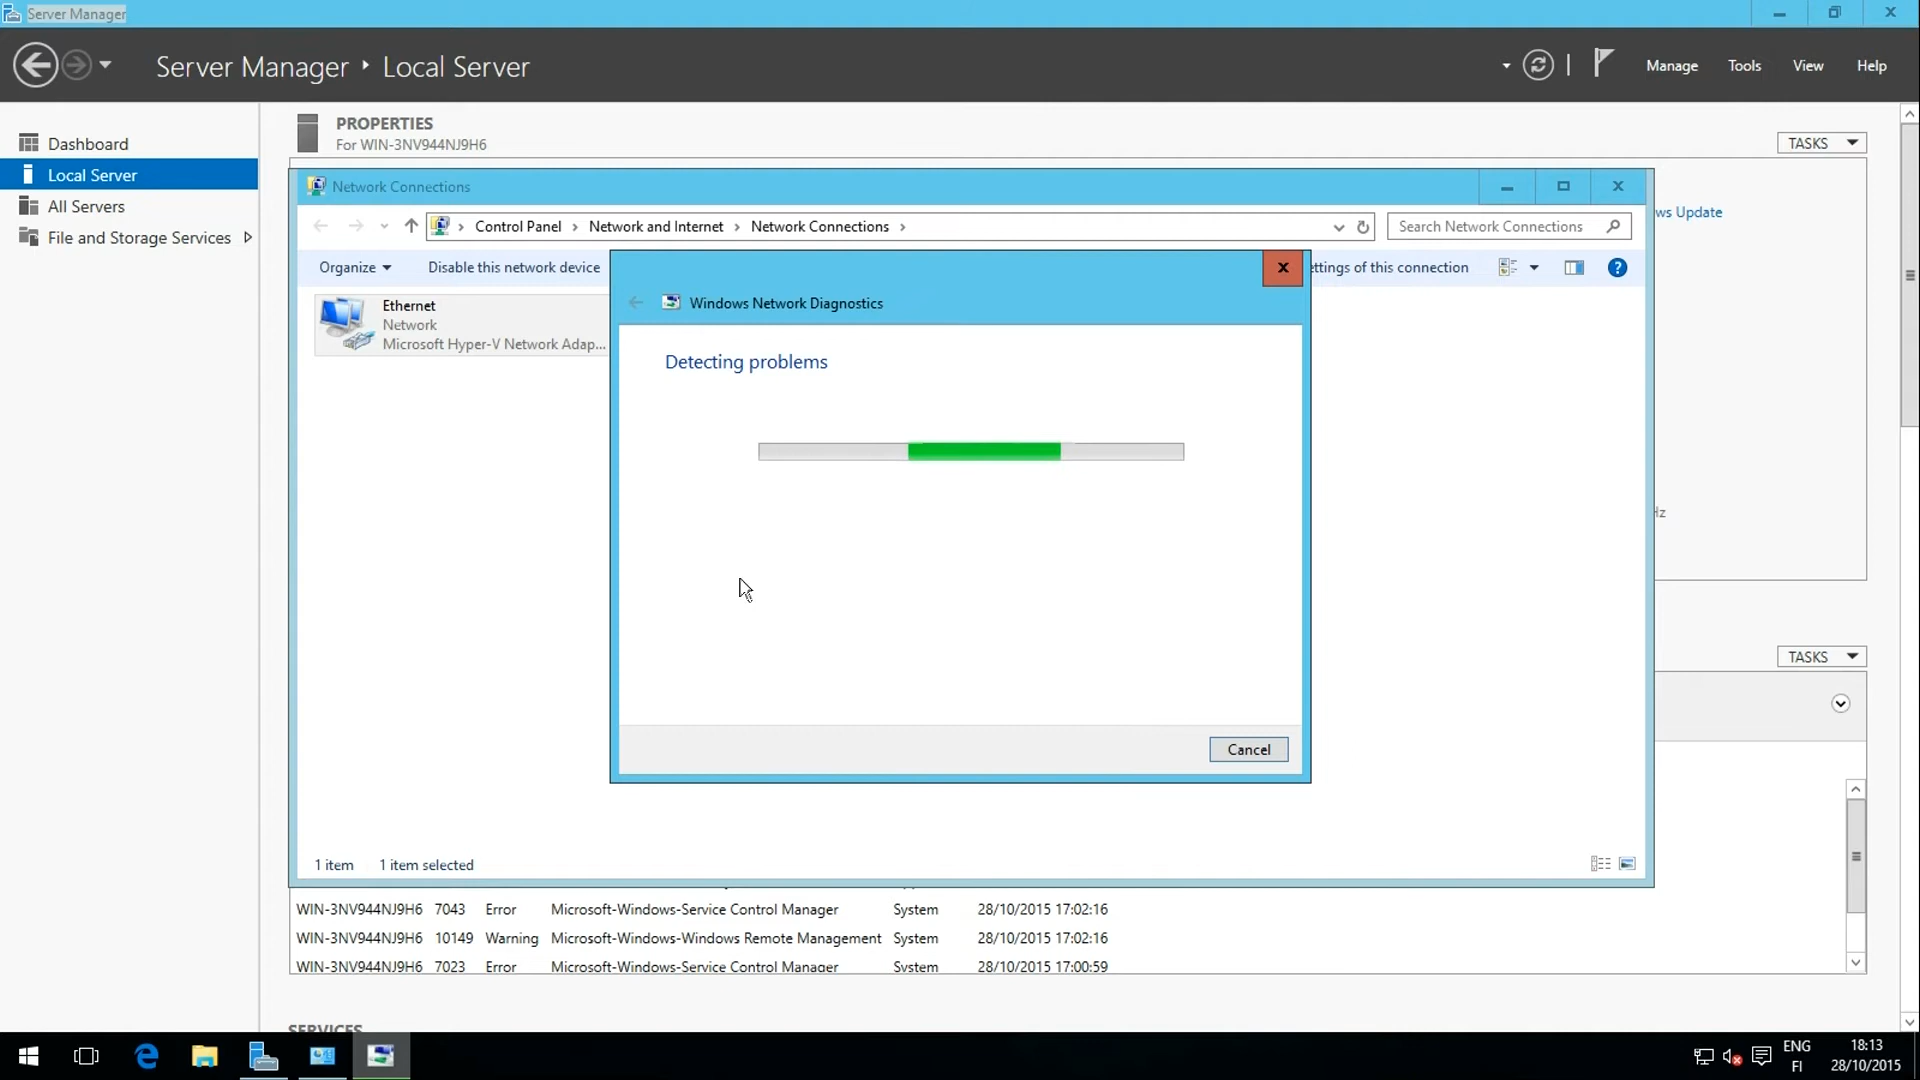 Server Manager
Server Manager ‣ Local Server
Manage Tools View Help
Dashboard
Local Server
All Servers
File and Storage Services
PROPERTIES
For WIN-3NV944NJ9H6
TASKS
ws Update
Hz
Network Connections
Control Panel › Network and Internet › Network Connections ›
Search Network Connections
Organize
Disable this network device
ettings of this connection
Ethernet
Network
Microsoft Hyper-V Network Adap...
Windows Network Diagnostics
Detecting problems
Cancel
1 item 1 item selected
TASKS
WIN-3NV944NJ9H6 7043 Error Microsoft-Windows-Service Control Manager System 28/10/2015 17:02:16
WIN-3NV944NJ9H6 10149 Warning Microsoft-Windows-Windows Remote Management System 28/10/2015 17:02:16
WIN-3NV944NJ9H6 7023 Error Microsoft-Windows-Service Control Manager System 28/10/2015 17:00:59
SERVICES
ENG
FI
18:13
28/10/2015